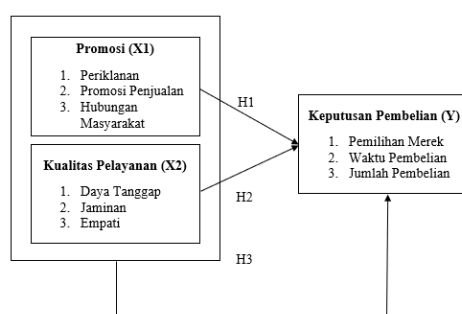 Promosi (X1)
1. Periklanan
2. Promosi Penjualan
3. Hubungan
Masyarakat
H1
Kualitas Pelayanan (X2)
1. Daya Tanggap
2. Jaminan
3. Empati
H2
H3
Keputusan Pembelian (Y)
1. Pemilihan Merek
2. Waktu Pembelian
3. Jumlah Pembelian